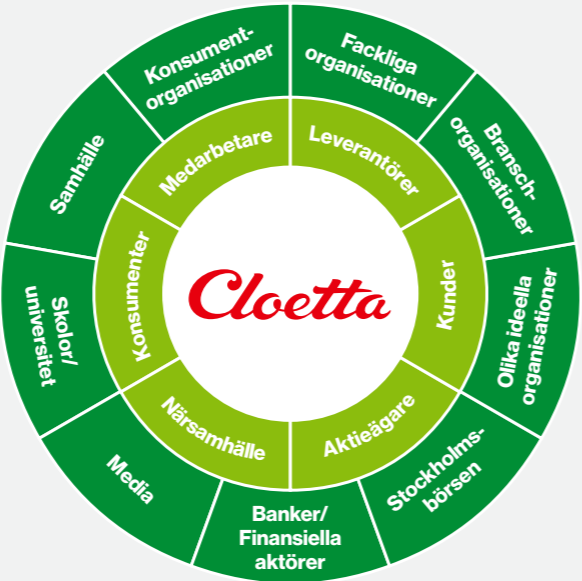 Konsument-
organisationer
Fackliga
organisationer
Bransch-
organisationer
Olika ideella
organisationer
Stockholms-
börsen
Banker/
Finansiella
aktörer
Media
Skolor/
universitet
Samhälle
Medarbetare
Leverantörer
Kunder
Aktieägare
Närsamhälle
Konsumenter
Cloetta